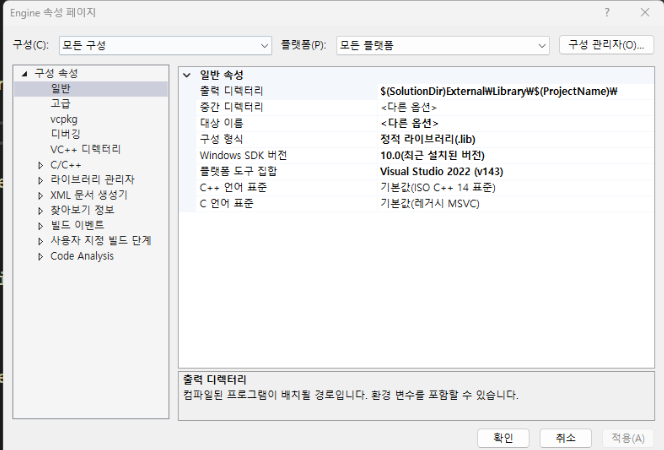 Engine 속성 페이지
구성(C): 모든 구성 플랫폼(P): 모든 플랫폼 구성 관리자(O)...
구성 속성
일반
고급
vcpkg
디버깅
VC++ 디렉터리
C/C++
라이브러리 관리자
XML 문서 생성기
찾아보기 정보
빌드 이벤트
사용자 지정 빌드 단계
Code Analysis
일반 속성
출력 디렉터리 $(SolutionDir)External\Library\$(ProjectName)\
중간 디렉터리 <다른 옵션>
대상 이름 <다른 옵션>
구성 형식 정적 라이브러리(.lib)
Windows SDK 버전 10.0(최근 설치된 버전)
플랫폼 도구 집합 Visual Studio 2022 (v143)
C++ 언어 표준 기본값(ISO C++ 14 표준)
C 언어 표준 기본값(레거시 MSVC)
출력 디렉터리
컴파일된 프로그램이 배치될 경로입니다. 환경 변수를 포함할 수 있습니다.
확인 취소 적용(A)